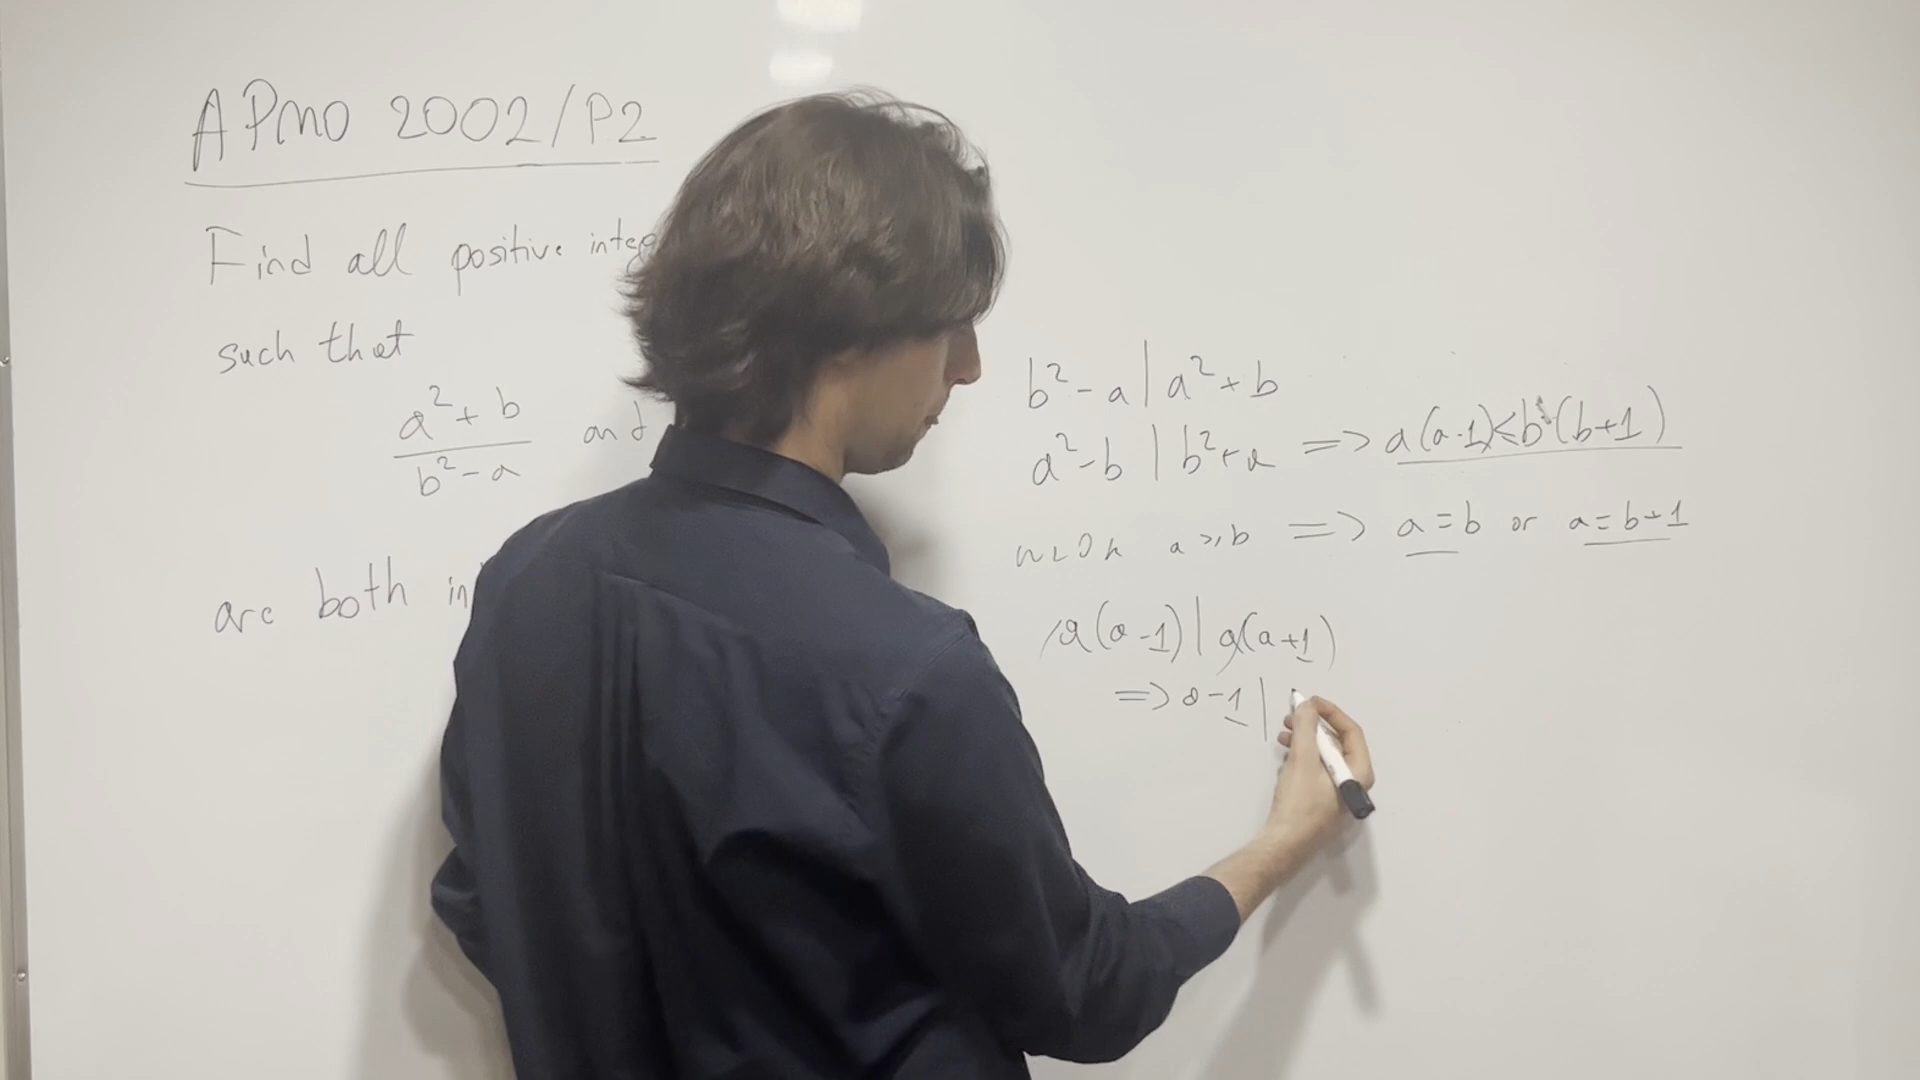 APMO 2002/P2
Find all positive integ
such that
a²+b
b²-a
and
are both in
b²-a | a²+b
a²-b | b²+a => a(a-1)≤b(b+1)
WLOG a≥b => a=b or a=b+1
a(a-1) | a(a+1)
=> a-1 |